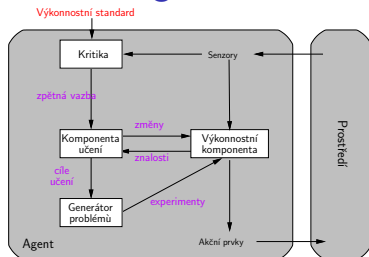 Výkonnostní standard
Kritika
Senzory
zpětná vazba
změny
Komponenta
učení
Výkonnostní
komponenta
znalosti
Prostředí
cíle
učení
experimenty
Generátor
problémù
Agent
Akční prvky